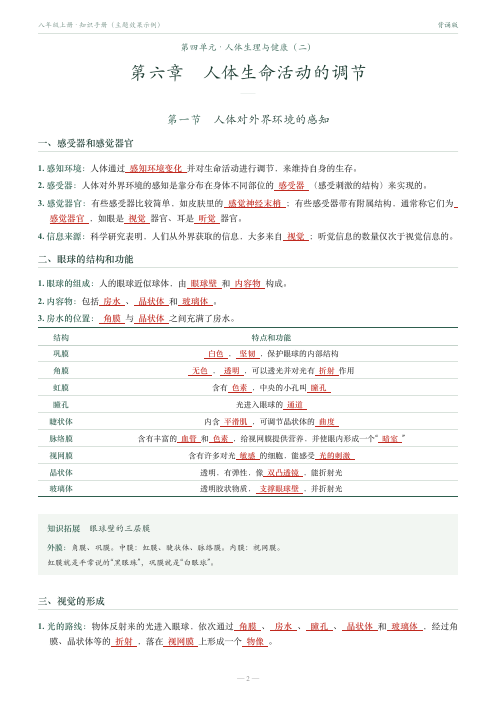 八年级上册·知识手册（主题效果示例）
背诵版
第四单元·人体生理与健康（二）
第六章　人体生命活动的调节
第一节　人体对外界环境的感知
一、感受器和感觉器官
1. 感知环境：人体通过 感知环境变化 并对生命活动进行调节，来维持自身的生存。
2. 感受器：人体对外界环境的感知是靠分布在身体不同部位的 感受器 （感受刺激的结构）来实现的。
3. 感觉器官：有些感受器比较简单，如皮肤里的 感觉神经末梢 ；有些感受器带有附属结构，通常称它们为
感觉器官 ，如眼是 视觉 器官、耳是 听觉 器官。
4. 信息来源：科学研究表明，人们从外界获取的信息，大多来自 视觉 ；听觉信息的数量仅次于视觉信息的。
二、眼球的结构和功能
1. 眼球的组成：人的眼球近似球体，由 眼球壁 和 内容物 构成。
2. 内容物：包括 房水 、 晶状体 和 玻璃体 。
3. 房水的位置： 角膜 与 晶状体 之间充满了房水。
结构 特点和功能
巩膜 白色 ， 坚韧 ，保护眼球的内部结构
角膜 无色 ， 透明 ，可以透光并对光有 折射 作用
虹膜 含有 色素 ，中央的小孔叫 瞳孔
瞳孔 光进入眼球的 通道
睫状体 内含 平滑肌 ，可调节晶状体的 曲度
脉络膜 含有丰富的 血管 和 色素 ，给视网膜提供营养，并使眼内形成一个“ 暗室 ”
视网膜 含有许多对光 敏感 的细胞，能感受 光的刺激
晶状体 透明，有弹性，像 双凸透镜 ，能折射光
玻璃体 透明胶状物质， 支撑眼球壁 ，并折射光
知识拓展　眼球壁的三层膜
外膜：角膜、巩膜。中膜：虹膜、睫状体、脉络膜。内膜：视网膜。
虹膜就是平常说的“黑眼珠”，巩膜就是“白眼球”。
三、视觉的形成
1. 光的路线：物体反射来的光进入眼球，依次通过 角膜 、 房水 、 瞳孔 、 晶状体 和 玻璃体 ，经过角
膜、晶状体等的 折射 ，落在 视网膜 上形成一个 物像 。
— 2 —